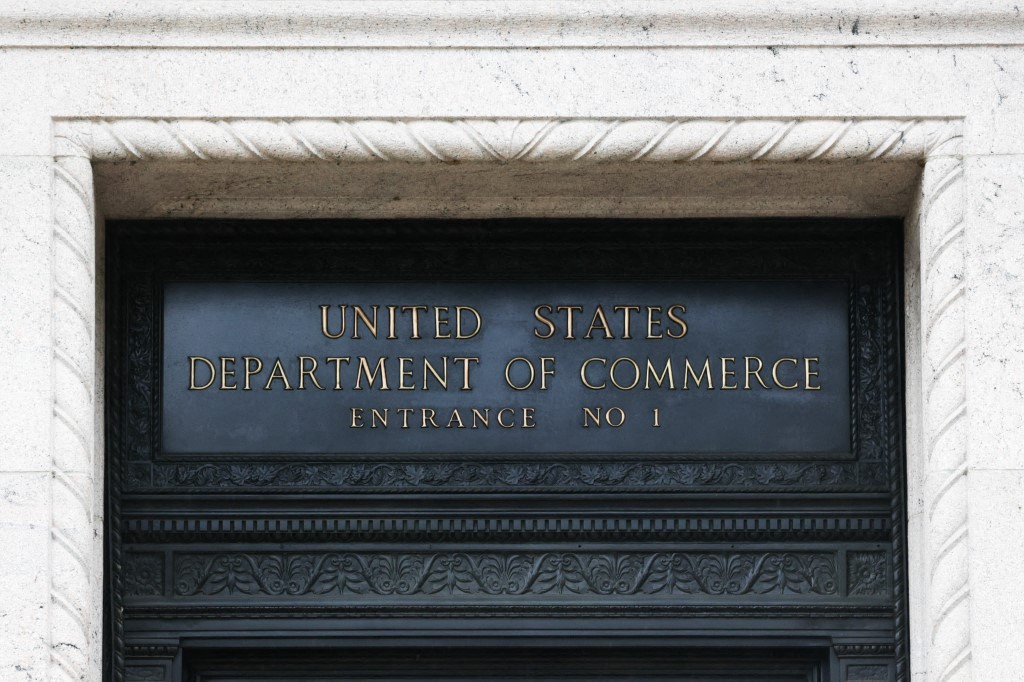 UNITED STATES
DEPARTMENT OF COMMERCE
ENTRANCE NO 1